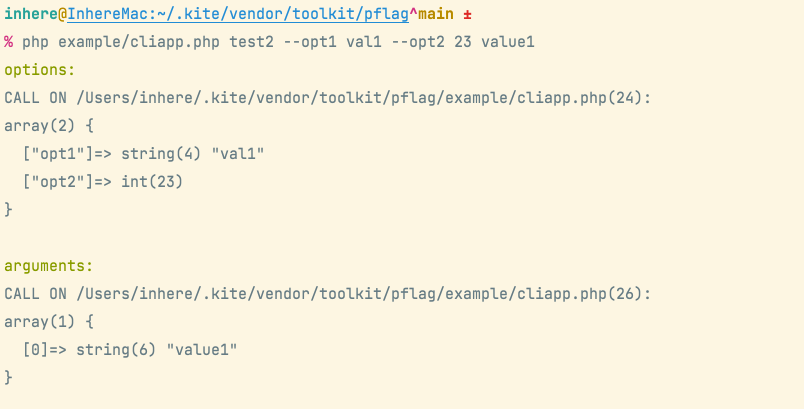 inhere@InhereMac:~/.kite/vendor/toolkit/pflag^main ±
% php example/cliapp.php test2 --opt1 val1 --opt2 23 value1
options:
CALL ON /Users/inhere/.kite/vendor/toolkit/pflag/example/cliapp.php(24):
array(2) {
  ["opt1"]=> string(4) "val1"
  ["opt2"]=> int(23)
}

arguments:
CALL ON /Users/inhere/.kite/vendor/toolkit/pflag/example/cliapp.php(26):
array(1) {
  [0]=> string(6) "value1"
}